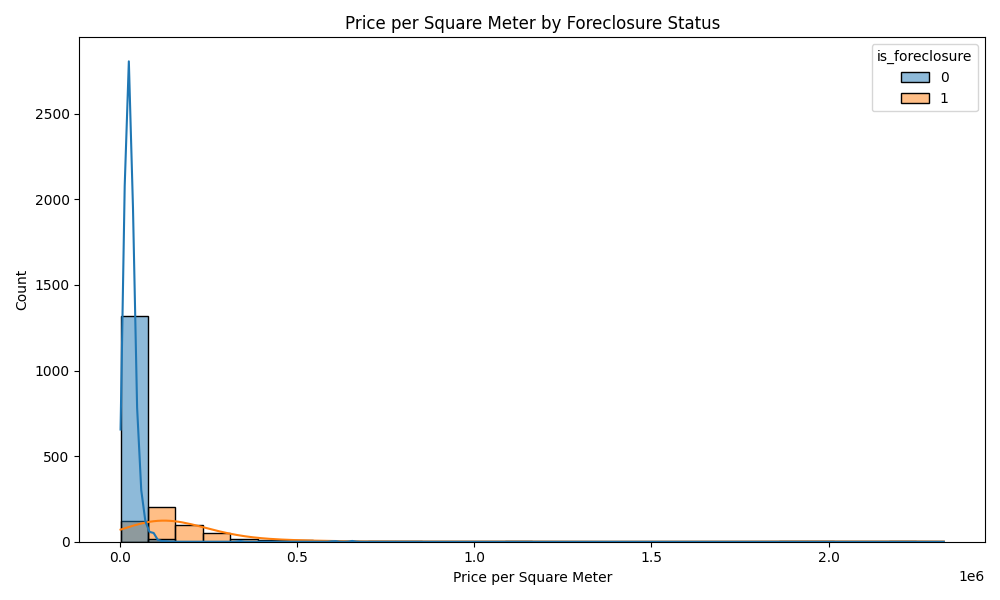 Price per Square Meter by Foreclosure Status
is_foreclosure
0
1
Count
2500
2000
1500
1000
500
0
0.0
0.5
1.0
1.5
2.0
1e6
Price per Square Meter